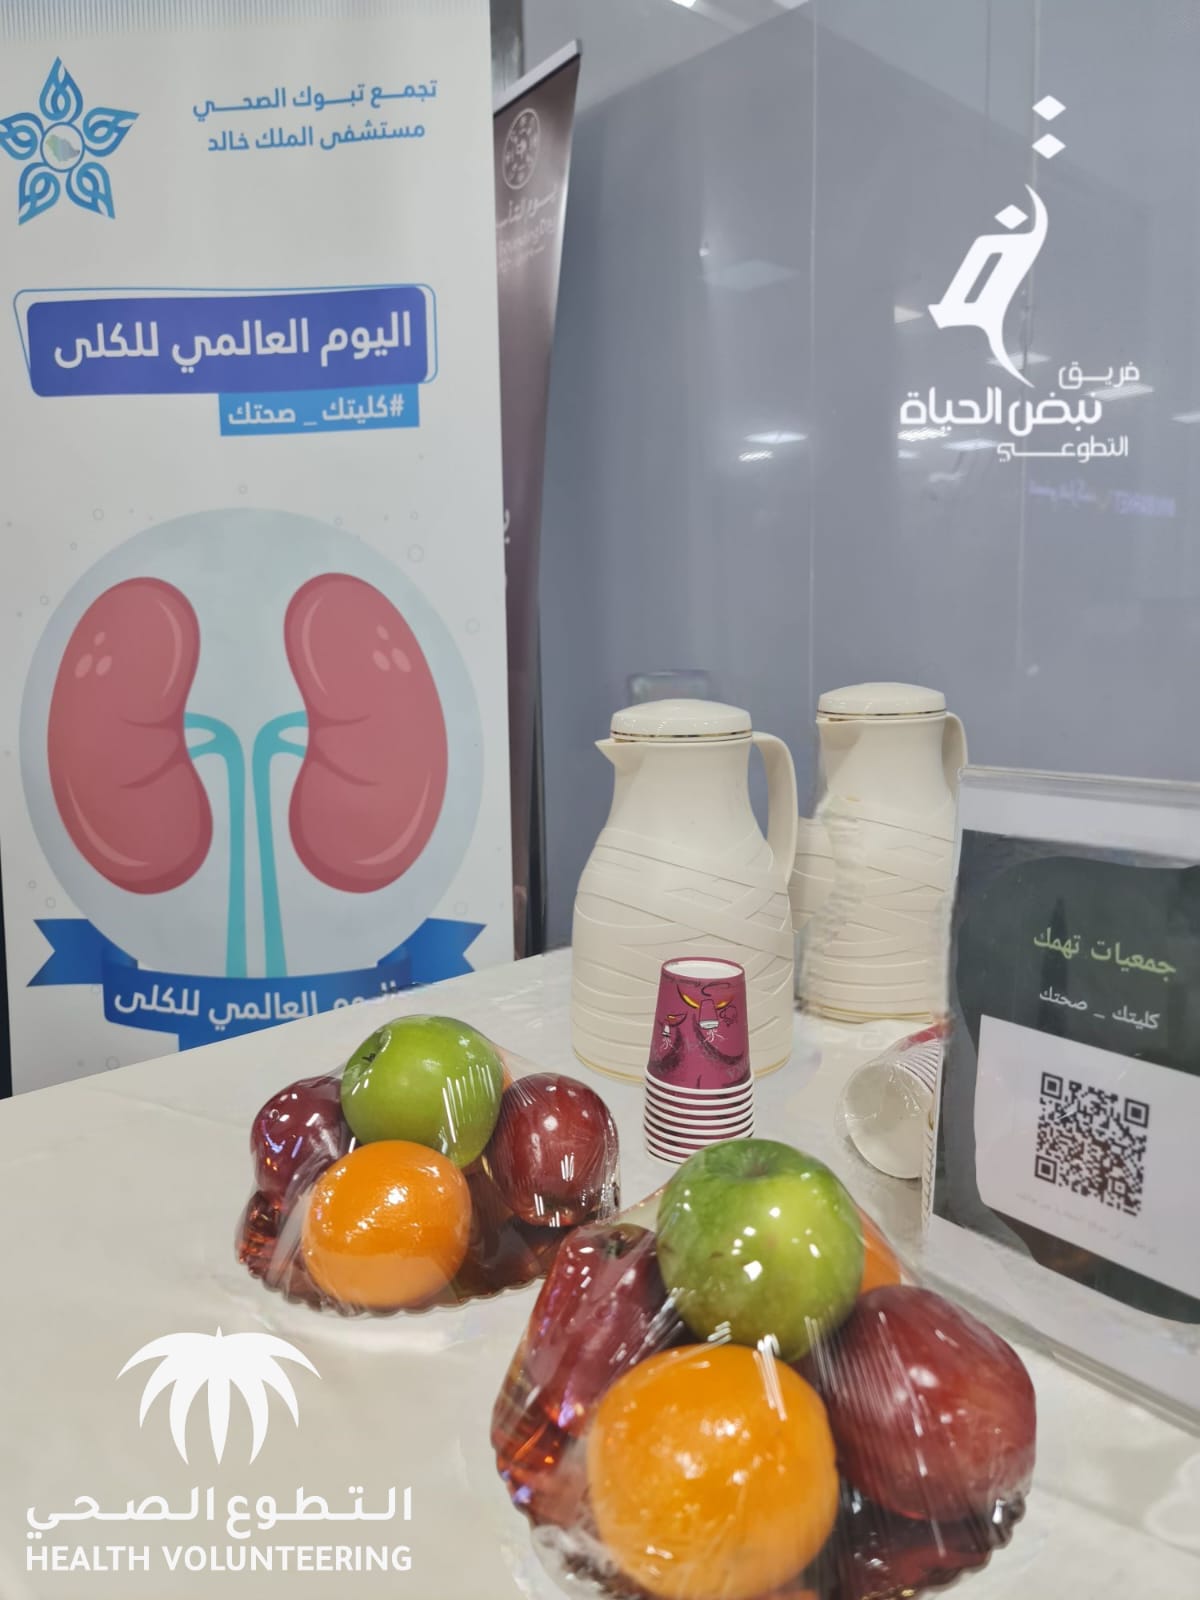 تجمع تبوك الصحي
مستشفى الملك خالد
اليوم العالمي للكلى
#كليتك _ صحتك
اليوم العالمي للكلى
فريق
نبض الحياة
التطوعي
جمعيات تهمك
كليتك _ صحتك
التطوع الصحي
HEALTH VOLUNTEERING